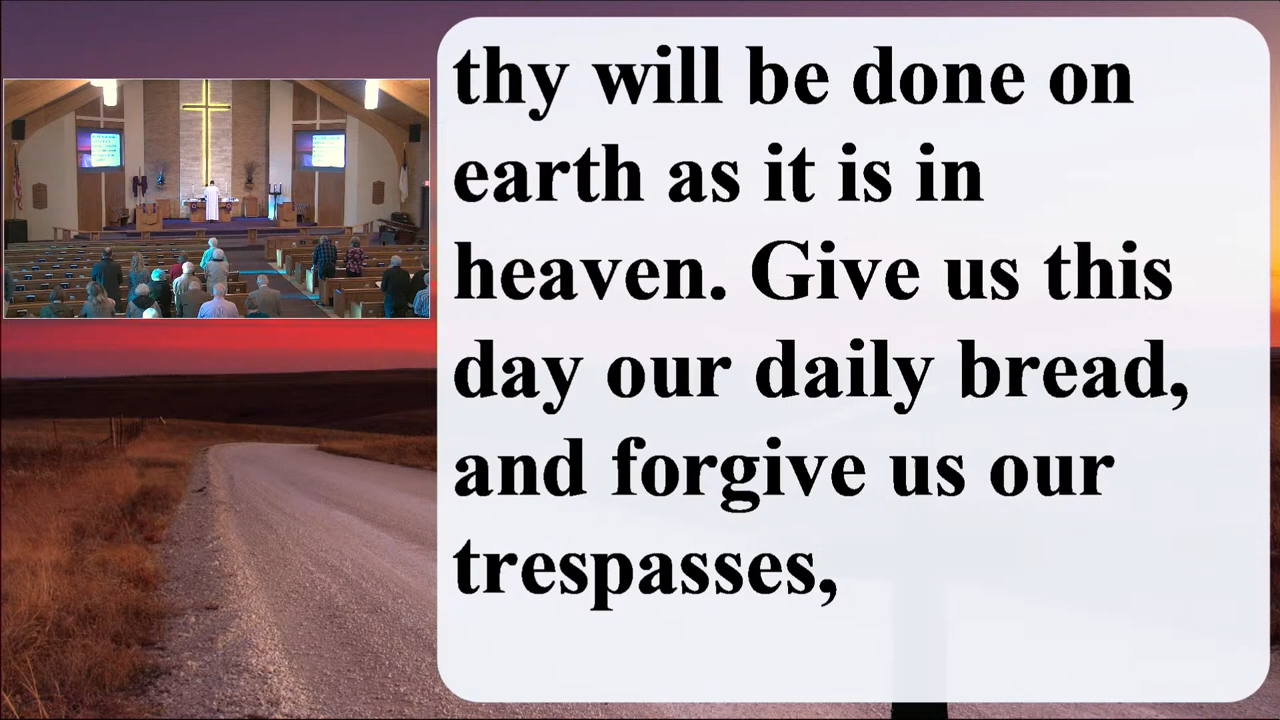 thy will be done on
earth as it is in
heaven. Give us this
day our daily bread,
and forgive us our
trespasses,